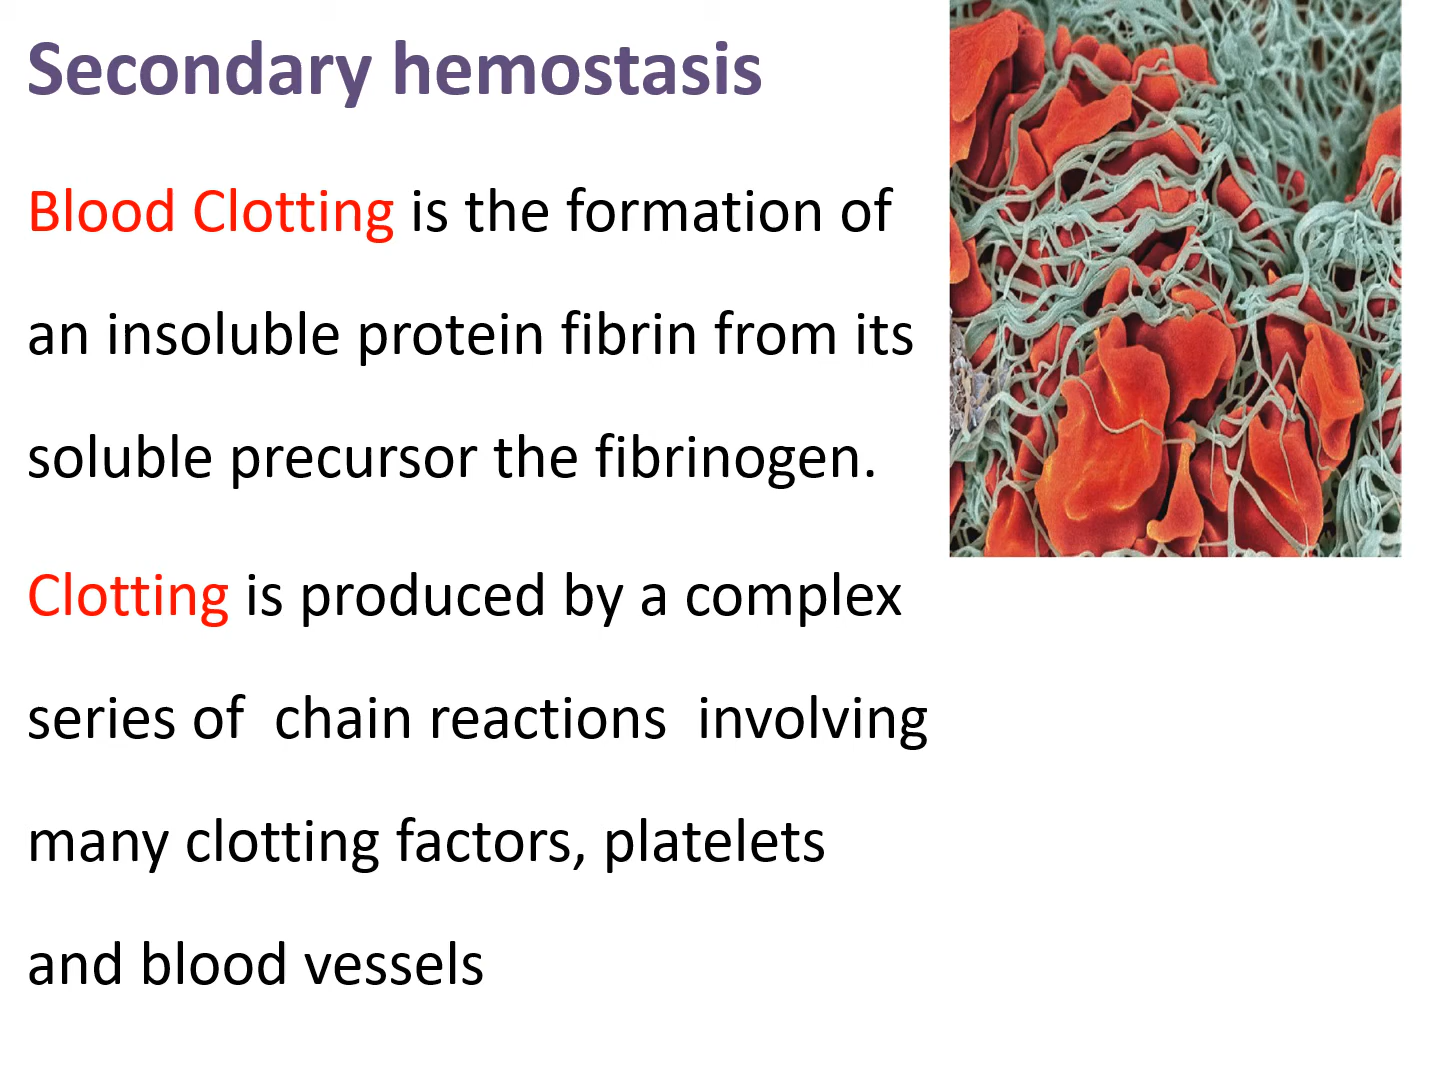 Secondary hemostasis
Blood Clotting is the formation of
an insoluble protein fibrin from its
soluble precursor the fibrinogen.
Clotting is produced by a complex
series of  chain reactions  involving
many clotting factors, platelets
and blood vessels